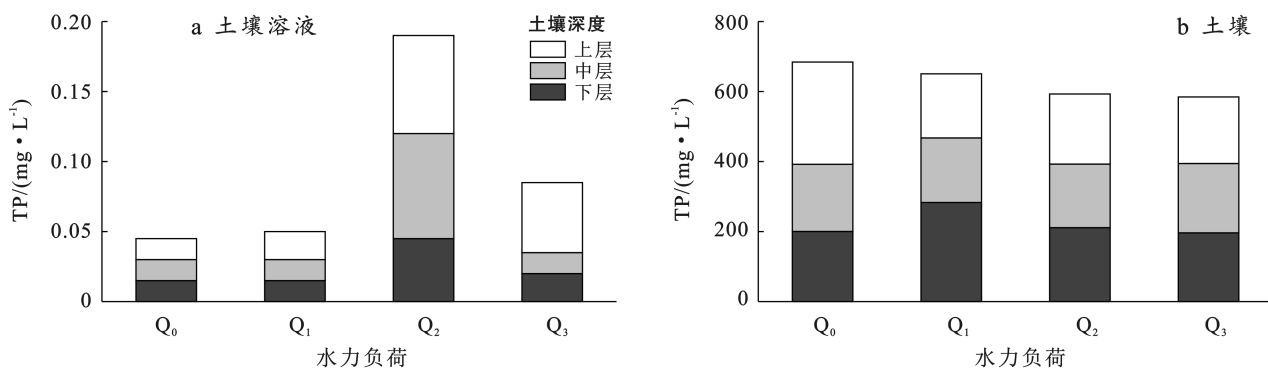 a 土壤溶液
土壤深度
上层
中层
下层
0.20
0.15
0.10
0.05
0
TP/(mg·L⁻¹)
Q₀ Q₁ Q₂ Q₃
水力负荷
b 土壤
800
600
400
200
0
TP/(mg·L⁻¹)
Q₀ Q₁ Q₂ Q₃
水力负荷